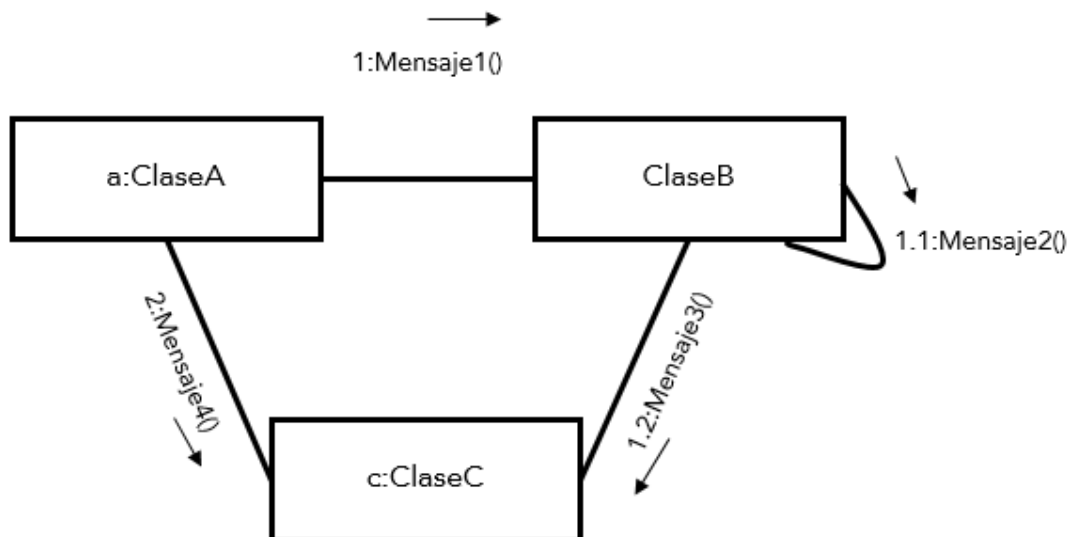 1:Mensaje1()
a:ClaseA
ClaseB
1.1:Mensaje2()
2:Mensaje4()
1.2:Mensaje3()
c:ClaseC